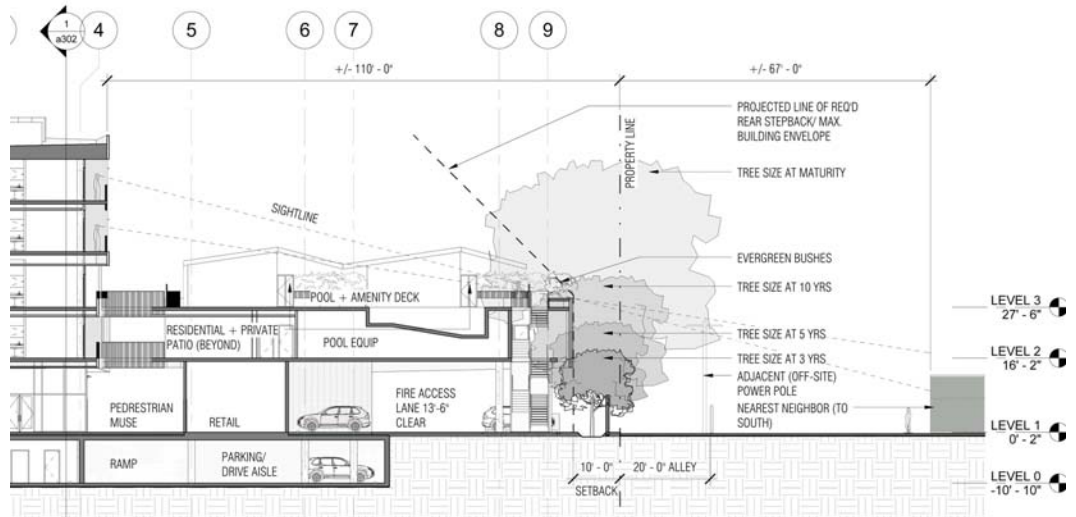 1
a302
4
5
6
7
8
9
+/- 110' - 0"
+/- 67' - 0"
PROJECTED LINE OF REQ'D
REAR STEPBACK/ MAX.
BUILDING ENVELOPE
PROPERTY LINE
TREE SIZE AT MATURITY
SIGHTLINE
EVERGREEN BUSHES
POOL + AMENITY DECK
TREE SIZE AT 10 YRS
LEVEL 3
27' - 6"
RESIDENTIAL + PRIVATE
PATIO (BEYOND)
POOL EQUIP
TREE SIZE AT 5 YRS
LEVEL 2
16' - 2"
TREE SIZE AT 3 YRS
ADJACENT (OFF-SITE)
POWER POLE
PEDRESTRIAN
MUSE
RETAIL
FIRE ACCESS
LANE 13'-6"
CLEAR
NEAREST NEIGHBOR (TO
SOUTH)
LEVEL 1
0' - 2"
RAMP
PARKING/
DRIVE AISLE
10' - 0"
SETBACK
20' - 0" ALLEY
LEVEL 0
-10' - 10"